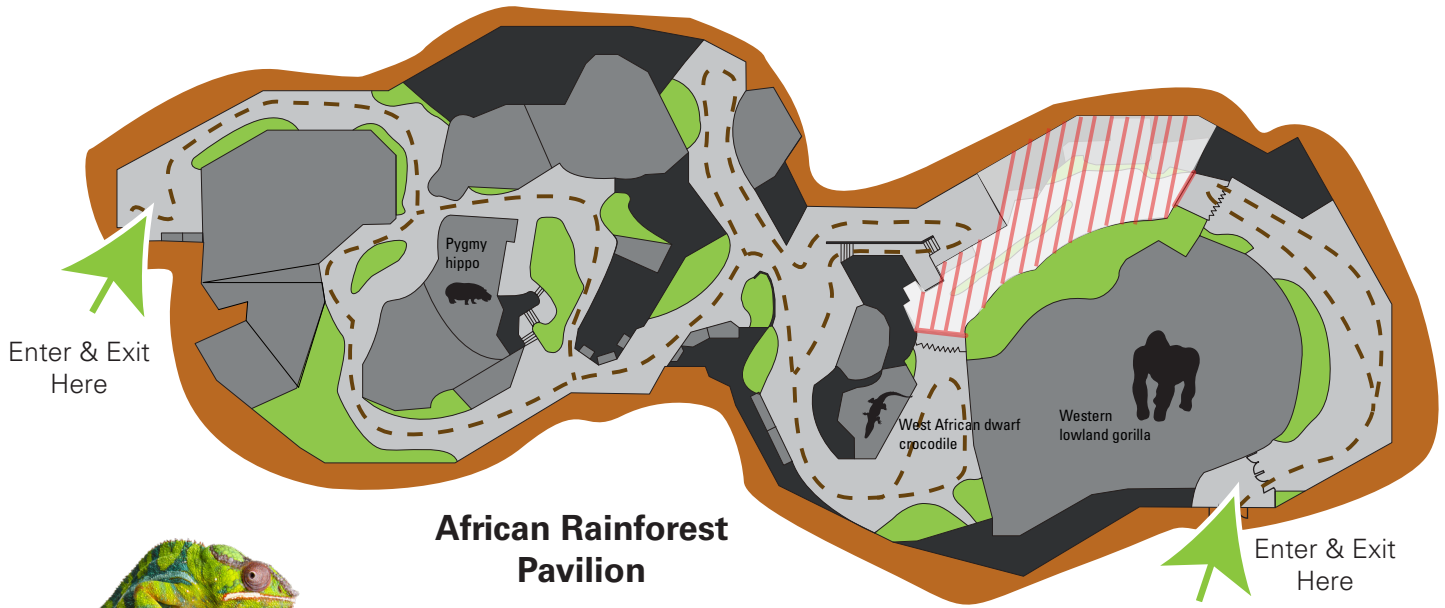 Pygmy
hippo
Enter & Exit
Here
West African dwarf
crocodile
Western
lowland gorilla
African Rainforest
Pavilion
Enter & Exit
Here